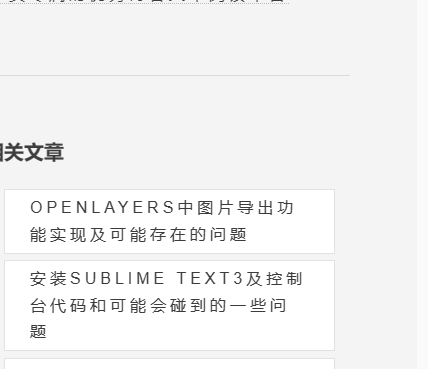 相关文章
OPENLAYERS中图片导出功
能实现及可能存在的问题
安装SUBLIME TEXT3及控制
台代码和可能会碰到的一些问
题